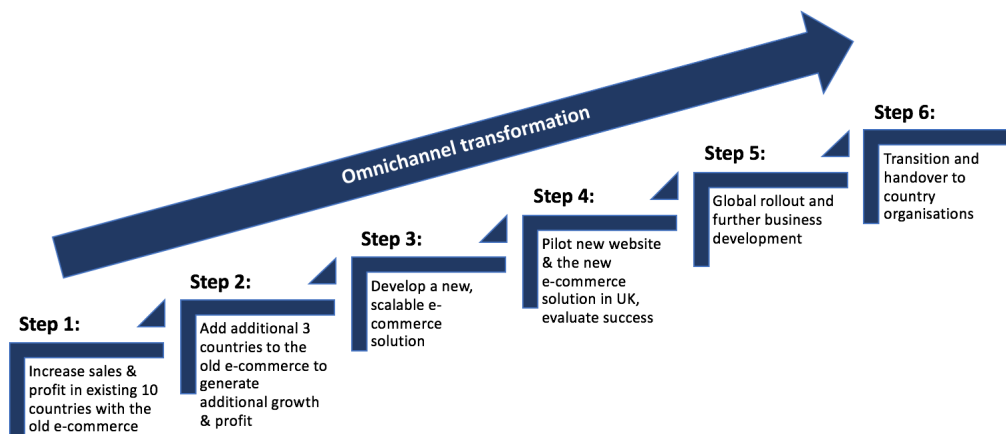 Omnichannel transformation
Step 1:
Increase sales &
profit in existing 10
countries with the
old e-commerce
Step 2:
Add additional 3
countries to the
old e-commerce to
generate
additional growth
& profit
Step 3:
Develop a new,
scalable e-
commerce
solution
Step 4:
Pilot new website
& the new
e-commerce
solution in UK,
evaluate success
Step 5:
Global rollout and
further business
development
Step 6:
Transition and
handover to
country
organisations